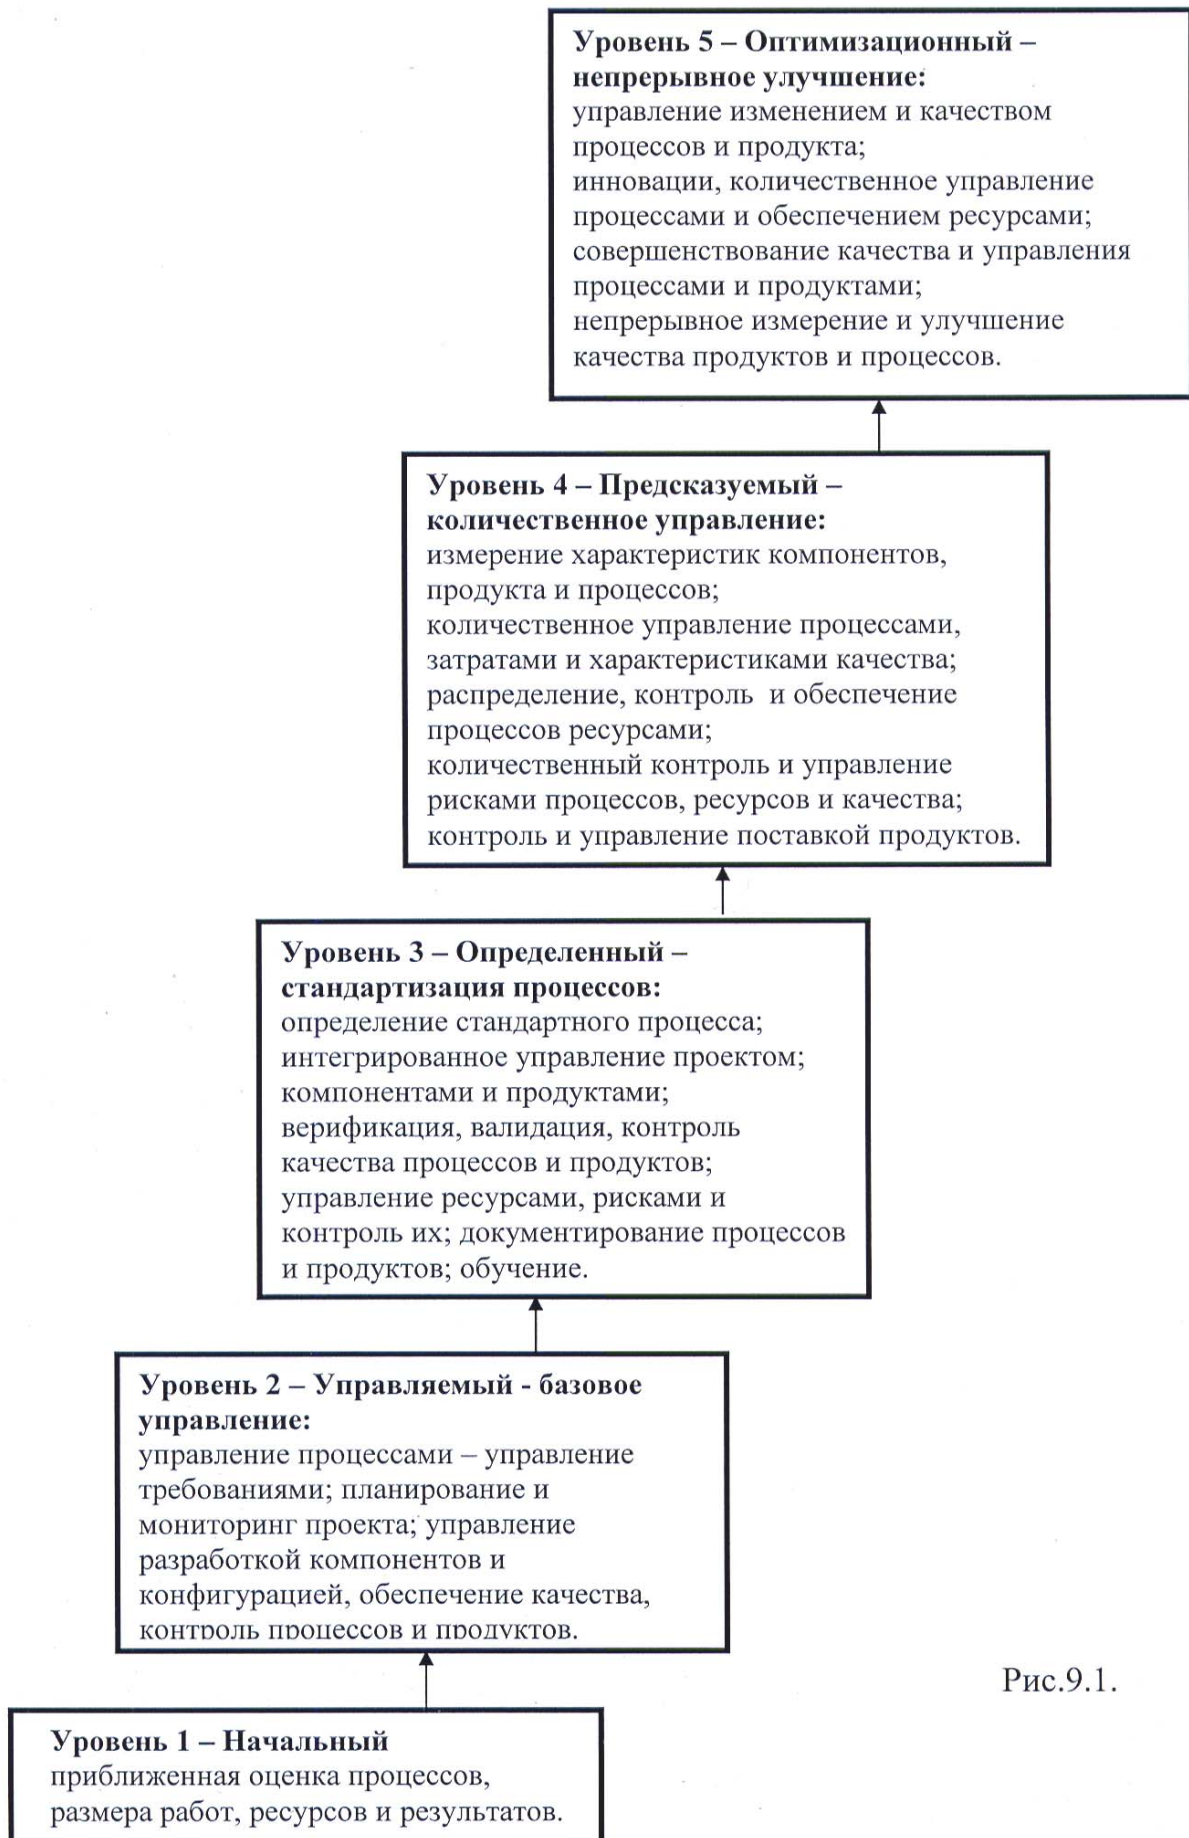 Уровень 5 – Оптимизационный –
непрерывное улучшение:
управление изменением и качеством
процессов и продукта;
инновации, количественное управление
процессами и обеспечением ресурсами;
совершенствование качества и управления
процессами и продуктами;
непрерывное измерение и улучшение
качества продуктов и процессов.
Уровень 4 – Предсказуемый –
количественное управление:
измерение характеристик компонентов,
продукта и процессов;
количественное управление процессами,
затратами и характеристиками качества;
распределение, контроль и обеспечение
процессов ресурсами;
количественный контроль и управление
рисками процессов, ресурсов и качества;
контроль и управление поставкой продуктов.
Уровень 3 – Определенный –
стандартизация процессов:
определение стандартного процесса;
интегрированное управление проектом;
компонентами и продуктами;
верификация, валидация, контроль
качества процессов и продуктов;
управление ресурсами, рисками и
контроль их; документирование процессов
и продуктов; обучение.
Уровень 2 – Управляемый - базовое
управление:
управление процессами – управление
требованиями; планирование и
мониторинг проекта; управление
разработкой компонентов и
конфигурацией, обеспечение качества,
контроль процессов и продуктов.
Рис.9.1.
Уровень 1 – Начальный
приближенная оценка процессов,
размера работ, ресурсов и результатов.